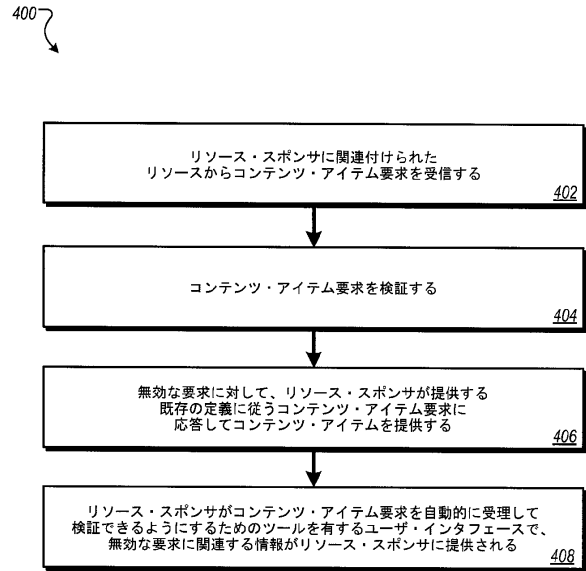 400
リソース・スポンサに関連付けられた
リソースからコンテンツ・アイテム要求を受信する
402
コンテンツ・アイテム要求を検証する
404
無効な要求に対して、リソース・スポンサが提供する
既存の定義に従うコンテンツ・アイテム要求に
応答してコンテンツ・アイテムを提供する
406
リソース・スポンサがコンテンツ・アイテム要求を自動的に受理して
検証できるようにするためのツールを有するユーザ・インタフェースで、
無効な要求に関連する情報がリソース・スポンサに提供される
408